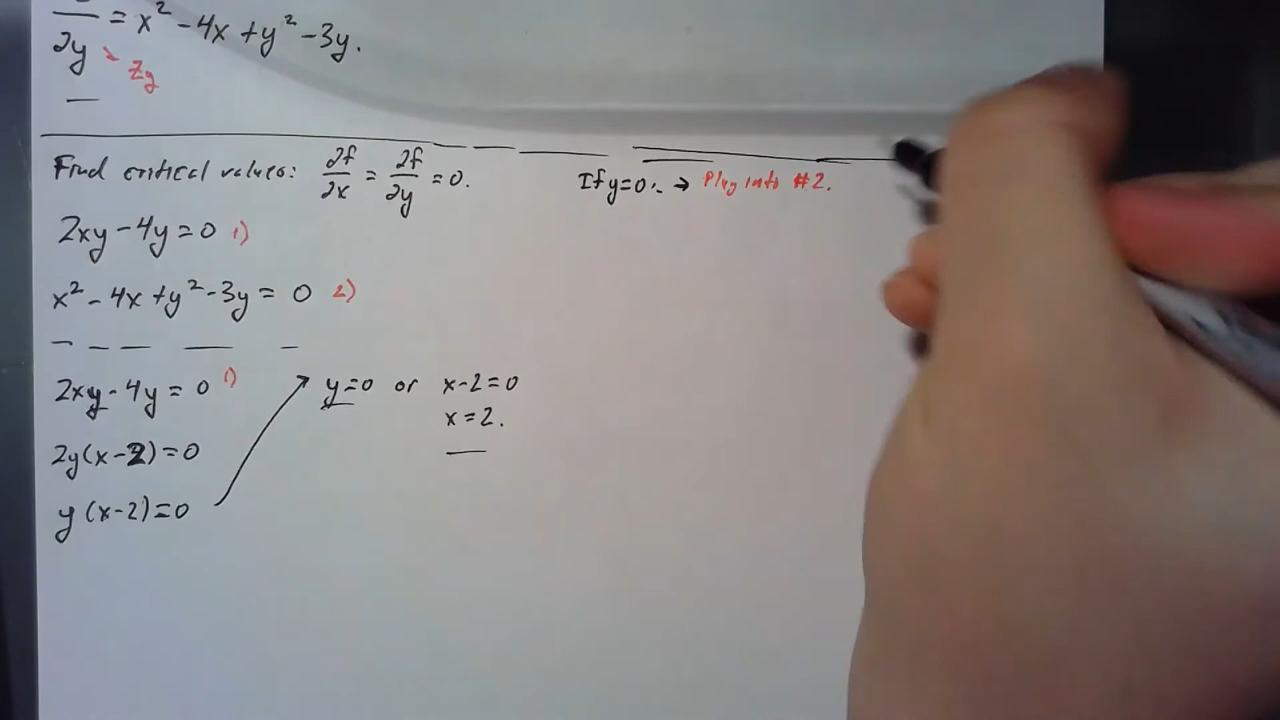 ∂y = x² - 4x + y² - 3y.
z_y
Find critical values: ∂f/∂x = ∂f/∂y = 0.
2xy - 4y = 0 1)
x² - 4x + y² - 3y = 0 2)
2xy - 4y = 0 1)
2y(x-2) = 0
y(x-2) = 0
y=0 or x-2=0
x=2.
If y=0: → Plug into #2.